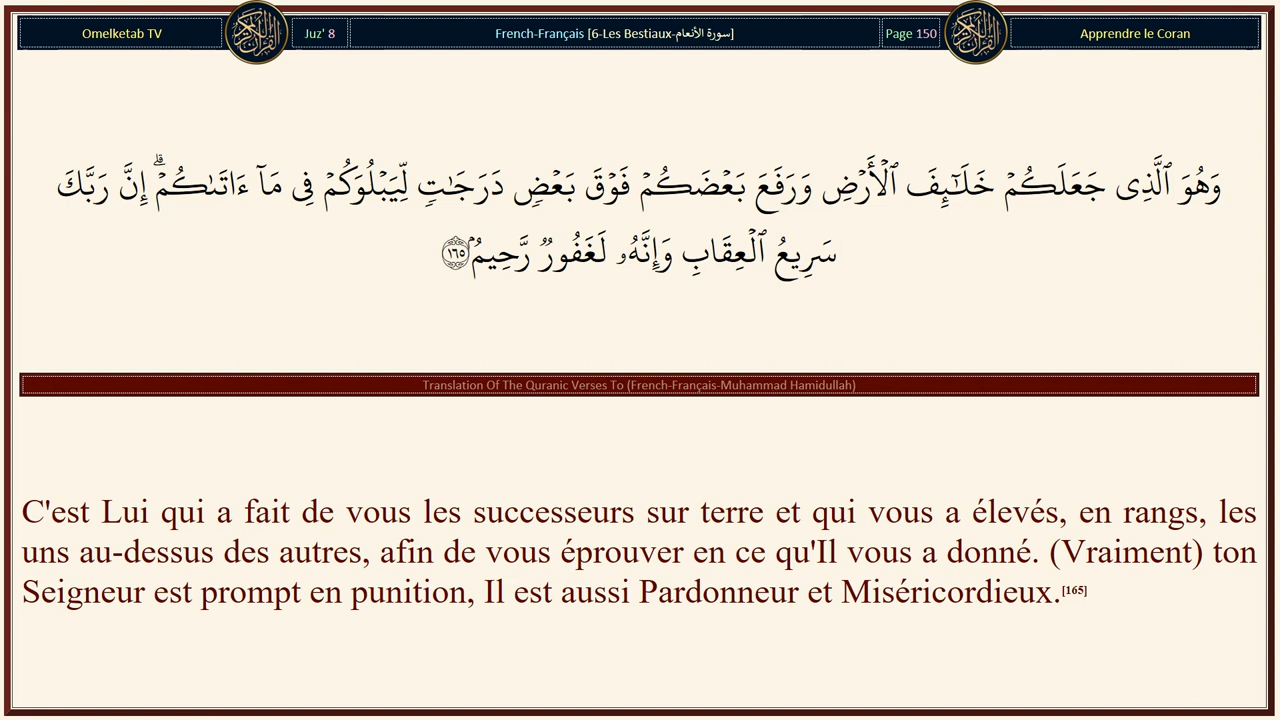 Omelketab TV
Juz' 8
French-Français [6-Les Bestiaux-سورة الأنعام]
Page 150
Apprendre le Coran
وَهُوَ ٱلَّذِى جَعَلَكُمْ خَلَـٰٓئِفَ ٱلْأَرْضِ وَرَفَعَ بَعْضَكُمْ فَوْقَ بَعْضٍۢ دَرَجَـٰتٍۢ لِّيَبْلُوَكُمْ فِى مَآ ءَاتَىٰكُمْ ۗ إِنَّ رَبَّكَ
سَرِيعُ ٱلْعِقَابِ وَإِنَّهُۥ لَغَفُورٌۭ رَّحِيمٌۢ ١٦٥
Translation Of The Quranic Verses To (French-Français-Muhammad Hamidullah)
C'est Lui qui a fait de vous les successeurs sur terre et qui vous a élevés, en rangs, les
uns au-dessus des autres, afin de vous éprouver en ce qu'Il vous a donné. (Vraiment) ton
Seigneur est prompt en punition, Il est aussi Pardonneur et Miséricordieux.[165]